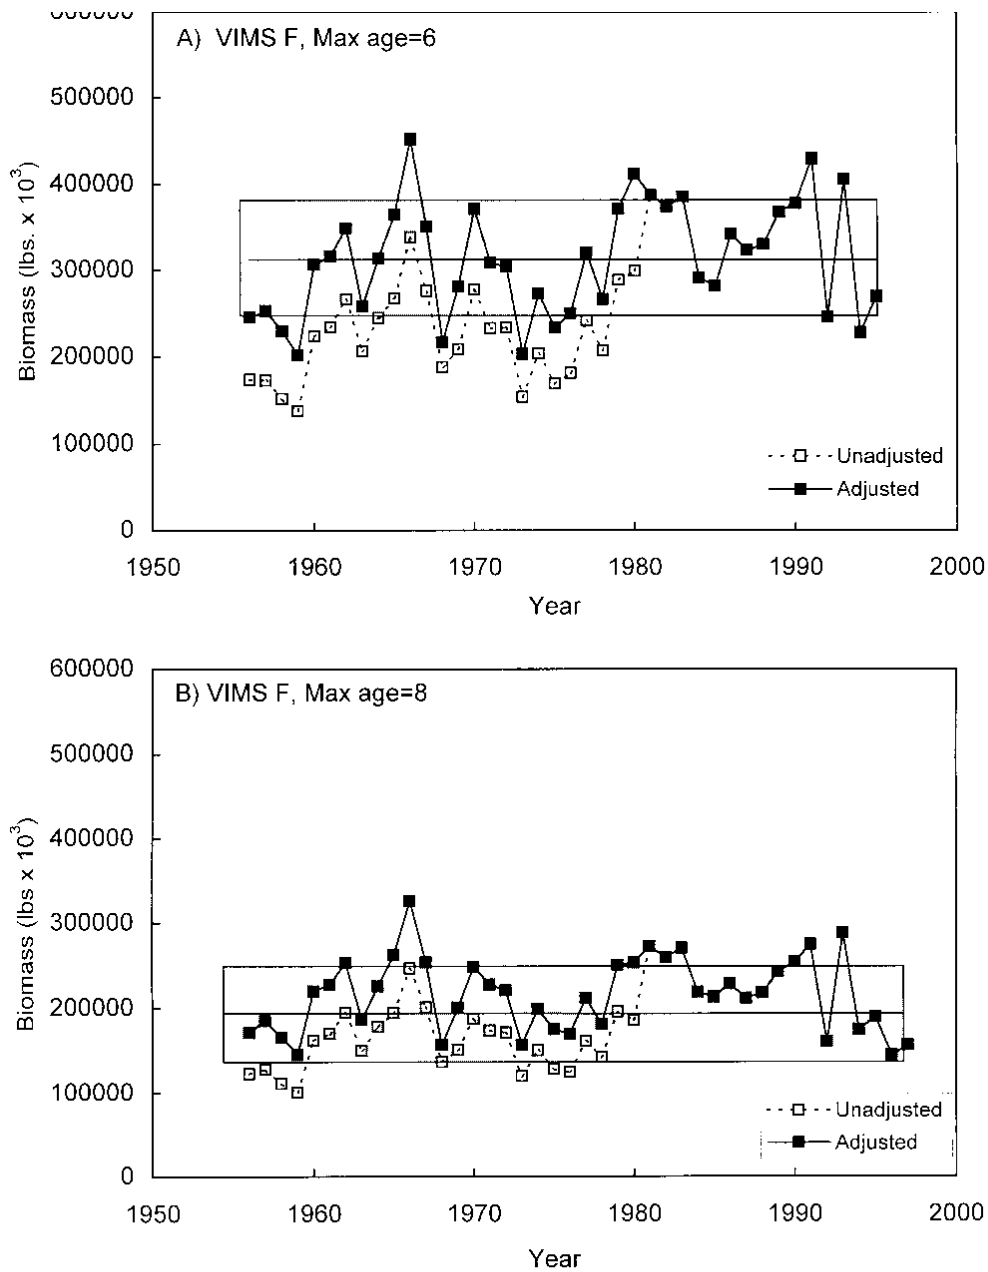 600000
A) VIMS F, Max age=6
500000
400000
300000
200000
100000
0
Biomass (lbs. x 10³)
Unadjusted
Adjusted
1950 1960 1970 1980 1990 2000
Year
600000
B) VIMS F, Max age=8
500000
400000
300000
200000
100000
0
Biomass (lbs x 10³)
Unadjusted
Adjusted
1950 1960 1970 1980 1990 2000
Year